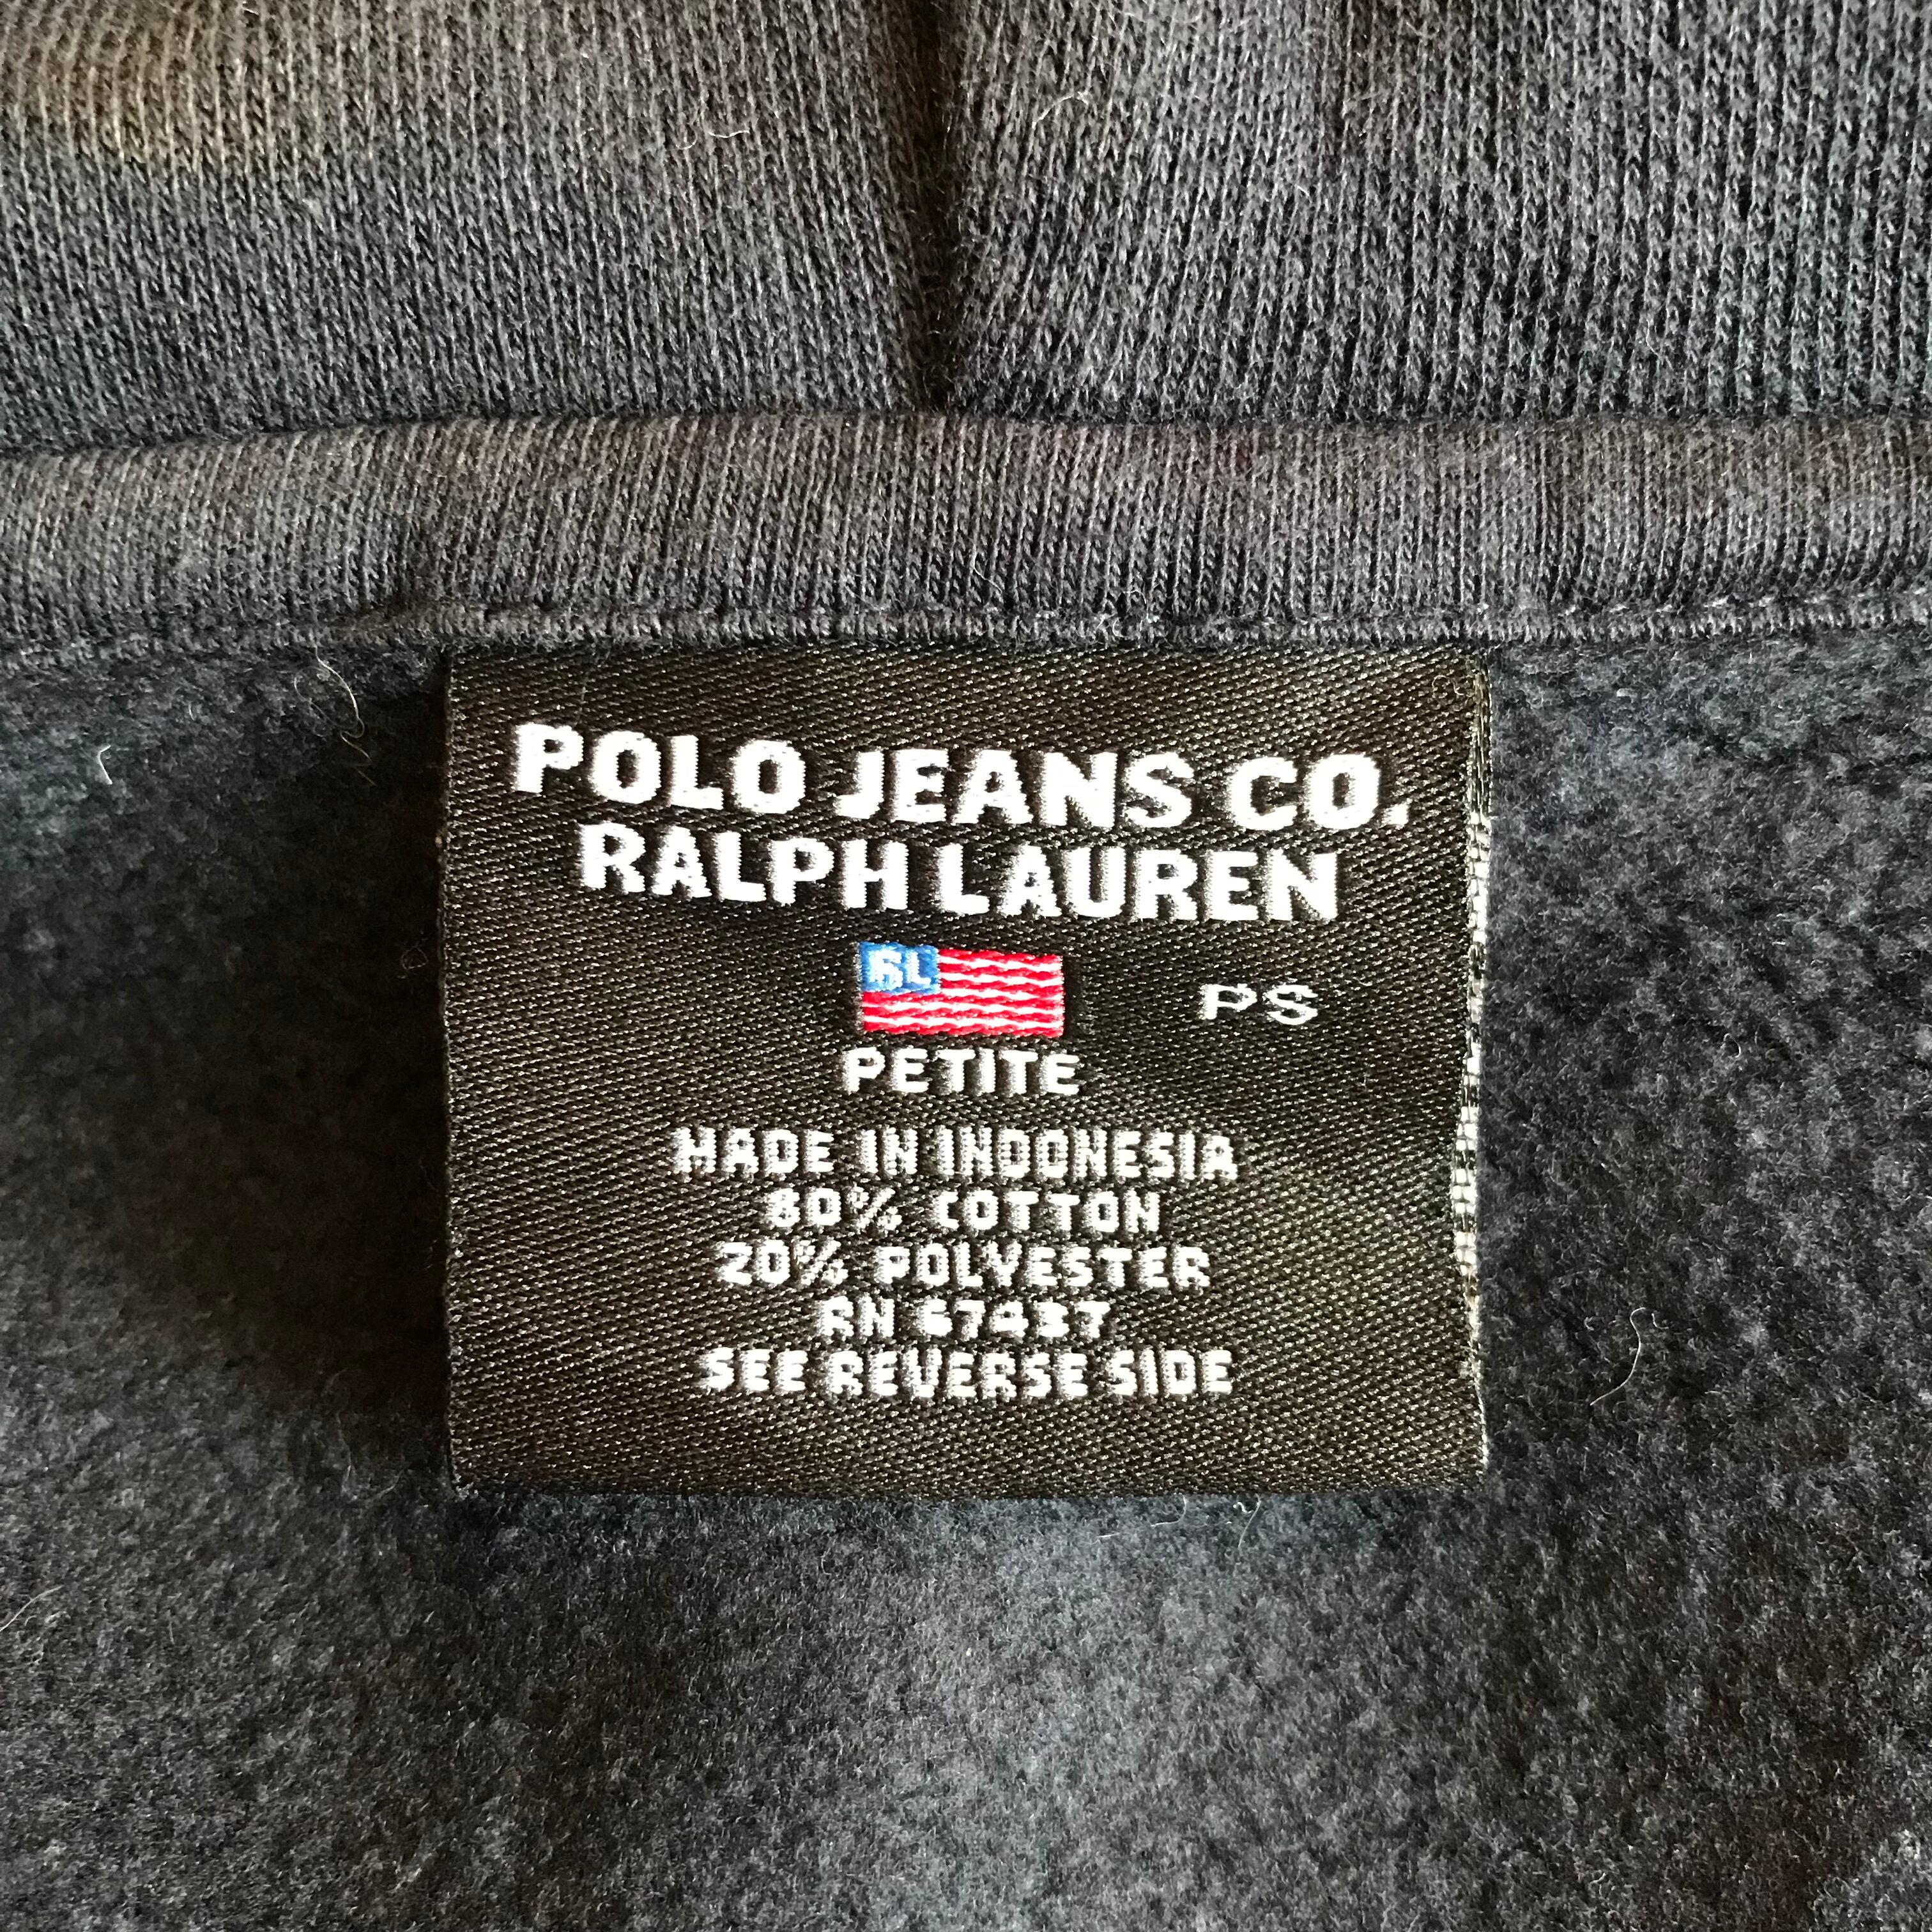 POLO JEANS CO.
RALPH LAUREN
RL
PS
PETITE
MADE IN INDONESIA
80% COTTON
20% POLYESTER
RN 67487
SEE REVERSE SIDE